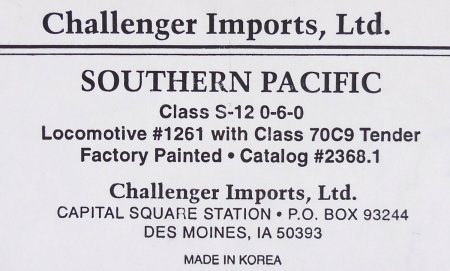 Challenger Imports, Ltd.
SOUTHERN PACIFIC
Class S-12 0-6-0
Locomotive #1261 with Class 70C9 Tender
Factory Painted • Catalog #2368.1
Challenger Imports, Ltd.
CAPITAL SQUARE STATION • P.O. BOX 93244
DES MOINES, IA 50393
MADE IN KOREA